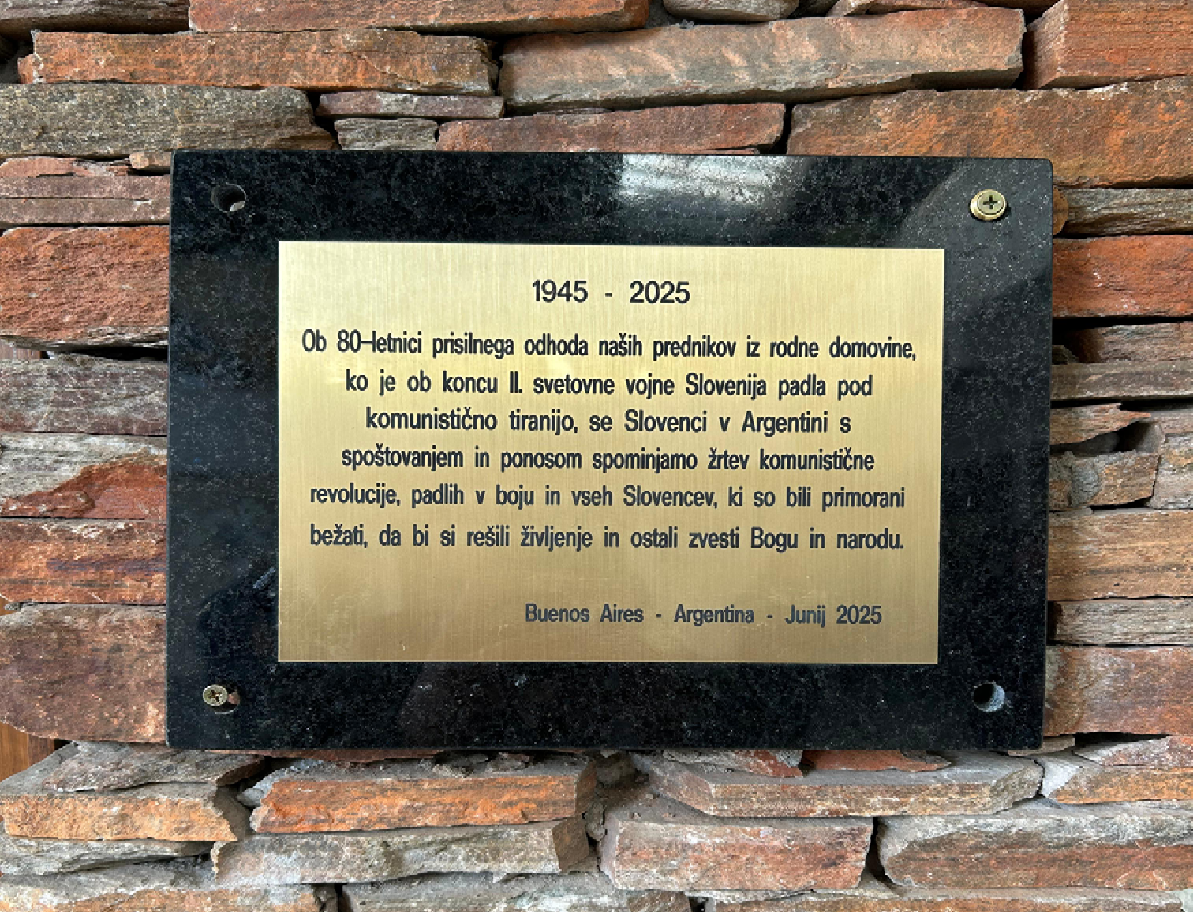 1945 - 2025
Ob 80-letnici prisilnega odhoda naših prednikov iz rodne domovine,
ko je ob koncu II. svetovne vojne Slovenija padla pod
komunistično tiranijo, se Slovenci v Argentini s
spoštovanjem in ponosom spominjamo žrtev komunistične
revolucije, padlih v boju in vseh Slovencev, ki so bili primorani
bežati, da bi si rešili življenje in ostali zvesti Bogu in narodu.
Buenos Aires - Argentina - Junij 2025